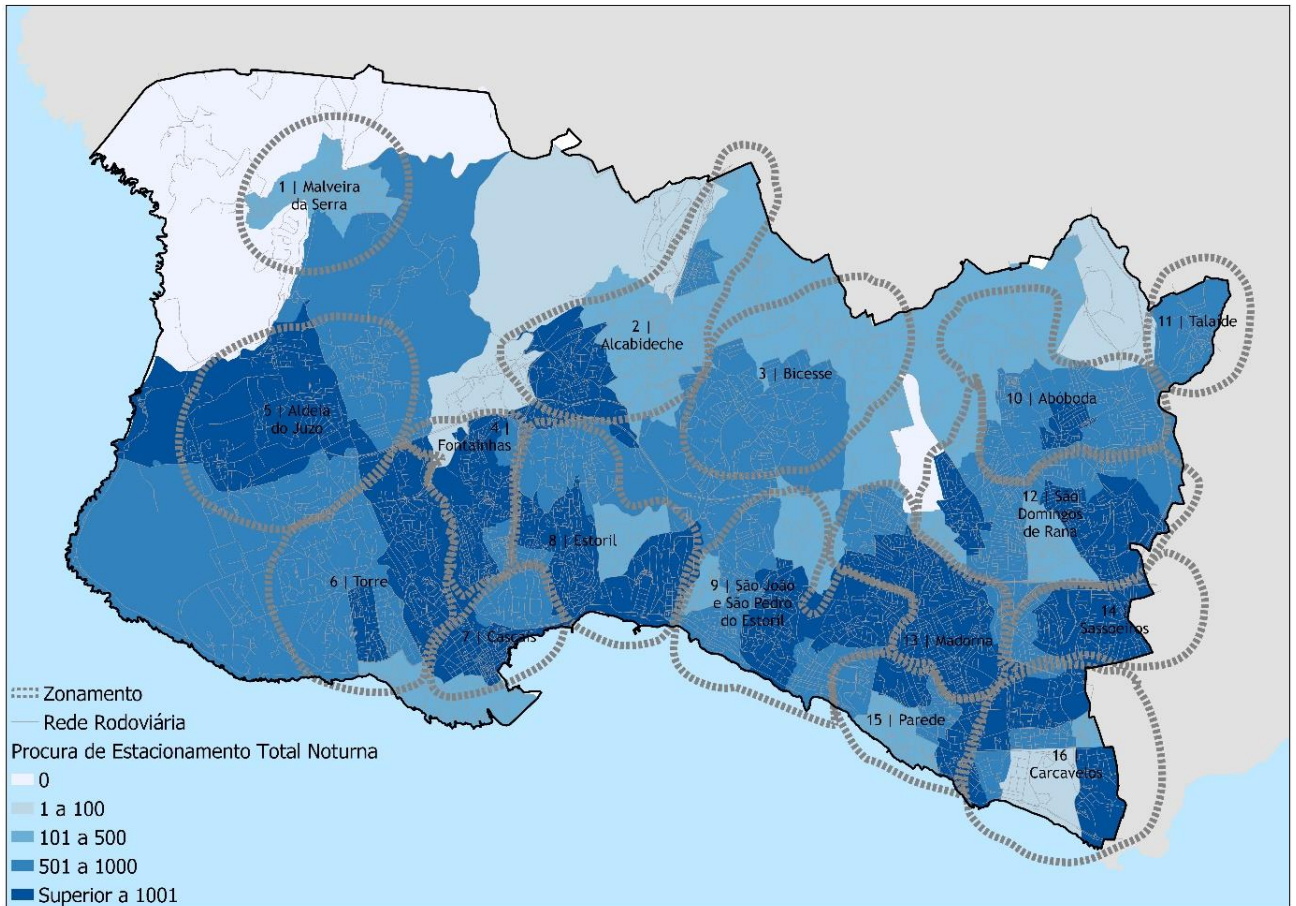 1 | Malveira
da Serra
2 |
Alcabideche
11 | Talaíde
3 | Bicesse
10 | Abóboda
5 | Aldeia
do Juzo
4 |
Fontainhas
12 | São
Domingos
de Rana
8 | Estoril
6 | Torre
9 | São João
e São Pedro
do Estoril
14
Sassoeiros
7 | Cascais
13 | Madorna
15 | Parede
16
Carcavelos
Zonamento
Rede Rodoviária
Procura de Estacionamento Total Noturna
0
1 a 100
101 a 500
501 a 1000
Superior a 1001